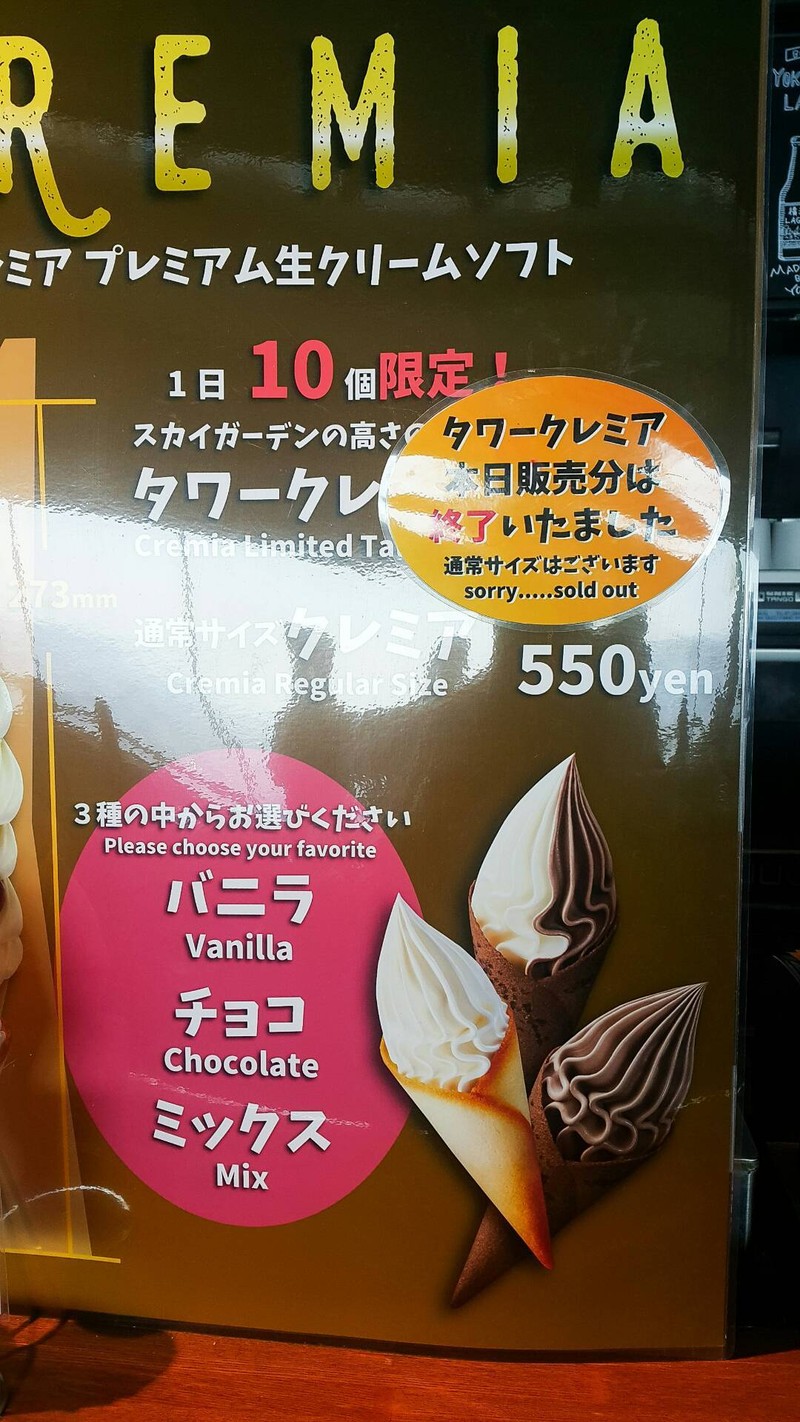 REMIA
ミア プレミアム生クリームソフト
1日 10個限定！
スカイガーデンの高さの
タワークレ
Cremia Limited Ta
273mm
タワークレミア
本日販売分は
終了いたました
通常サイズはございます
sorry.....sold out
通常サイズクレミア
Cremia Regular Size
550yen
3種の中からお選びください
Please choose your favorite
バニラ
Vanilla
チョコ
Chocolate
ミックス
Mix